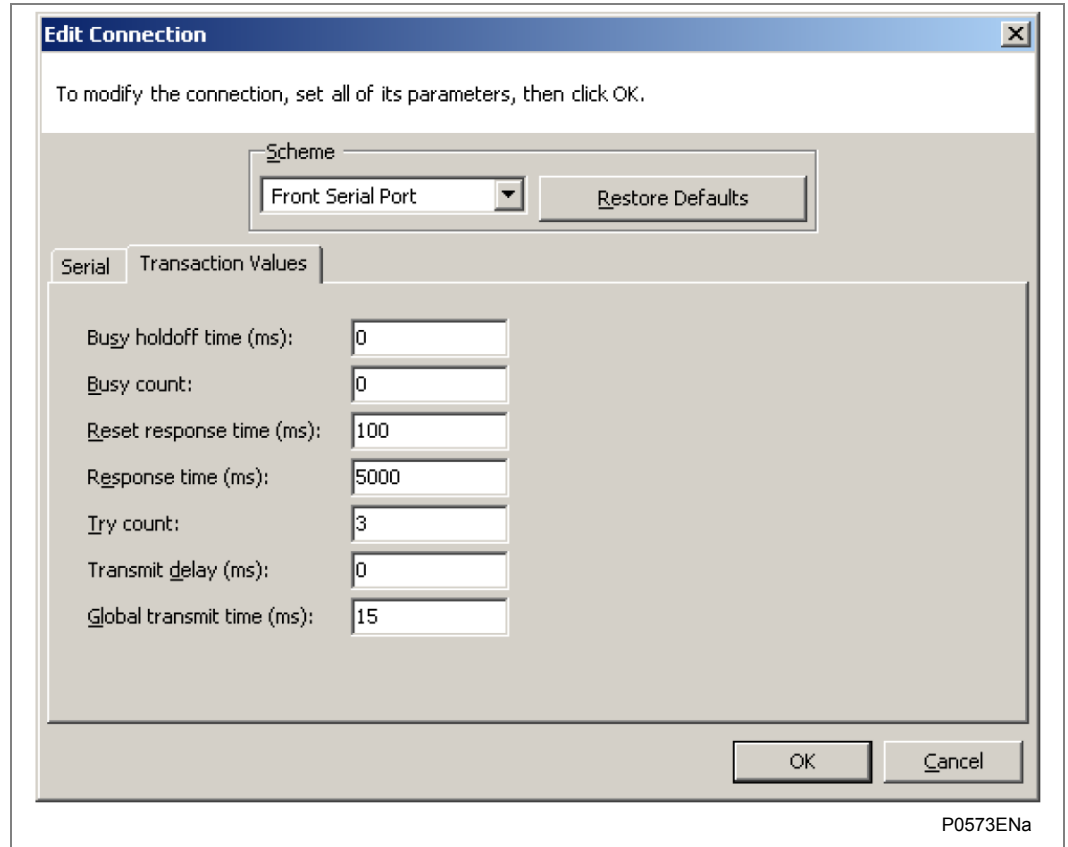 Edit Connection
To modify the connection, set all of its parameters, then click OK.
Scheme
Front Serial Port Restore Defaults
Serial Transaction Values
Busy holdoff time (ms): 0
Busy count: 0
Reset response time (ms): 100
Response time (ms): 5000
Try count: 3
Transmit delay (ms): 0
Global transmit time (ms): 15
OK Cancel
P0573ENa